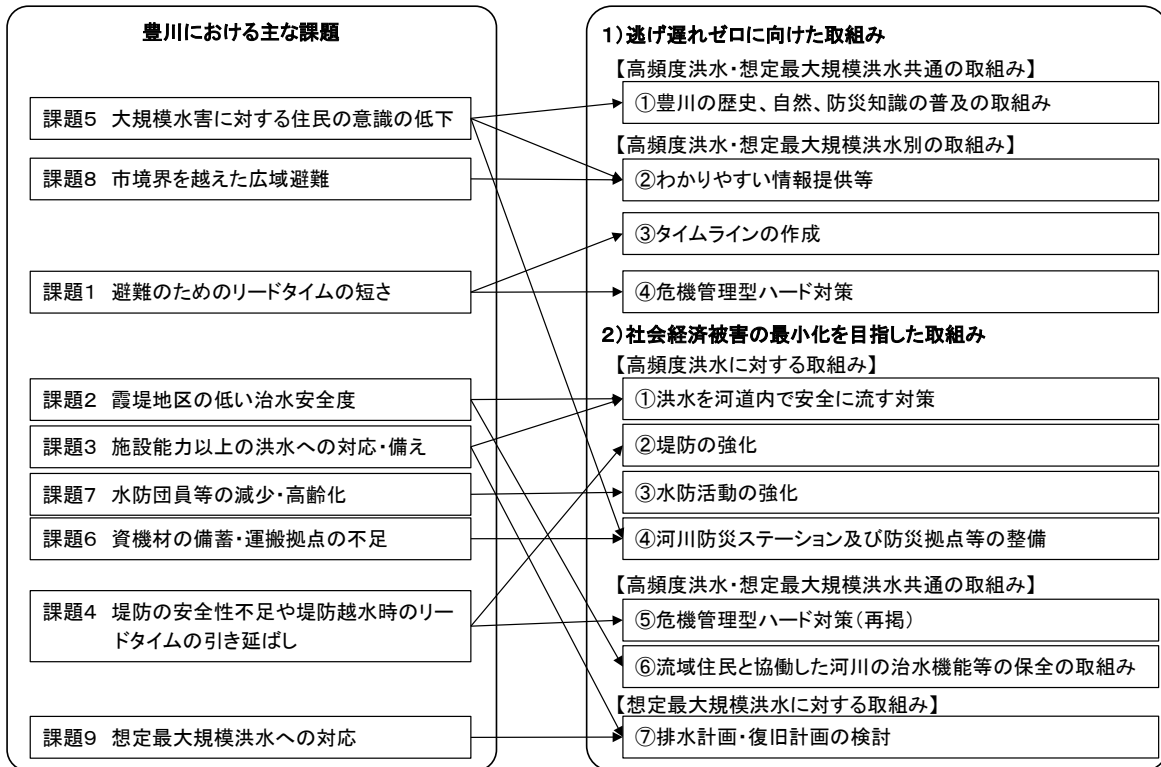 豊川における主な課題
課題5 大規模水害に対する住民の意識の低下
課題8 市境界を越えた広域避難
課題1 避難のためのリードタイムの短さ
課題2 霞堤地区の低い治水安全度
課題3 施設能力以上の洪水への対応・備え
課題7 水防団員等の減少・高齢化
課題6 資機材の備蓄・運搬拠点の不足
課題4 堤防の安全性不足や堤防越水時のリー
ドタイムの引き延ばし
課題9 想定最大規模洪水への対応
1)逃げ遅れゼロに向けた取組み
【高頻度洪水・想定最大規模洪水共通の取組み】
①豊川の歴史、自然、防災知識の普及の取組み
【高頻度洪水・想定最大規模洪水別の取組み】
②わかりやすい情報提供等
③タイムラインの作成
④危機管理型ハード対策
2)社会経済被害の最小化を目指した取組み
【高頻度洪水に対する取組み】
①洪水を河道内で安全に流す対策
②堤防の強化
③水防活動の強化
④河川防災ステーション及び防災拠点等の整備
【高頻度洪水・想定最大規模洪水共通の取組み】
⑤危機管理型ハード対策(再掲)
⑥流域住民と協働した河川の治水機能等の保全の取組み
【想定最大規模洪水に対する取組み】
⑦排水計画・復旧計画の検討